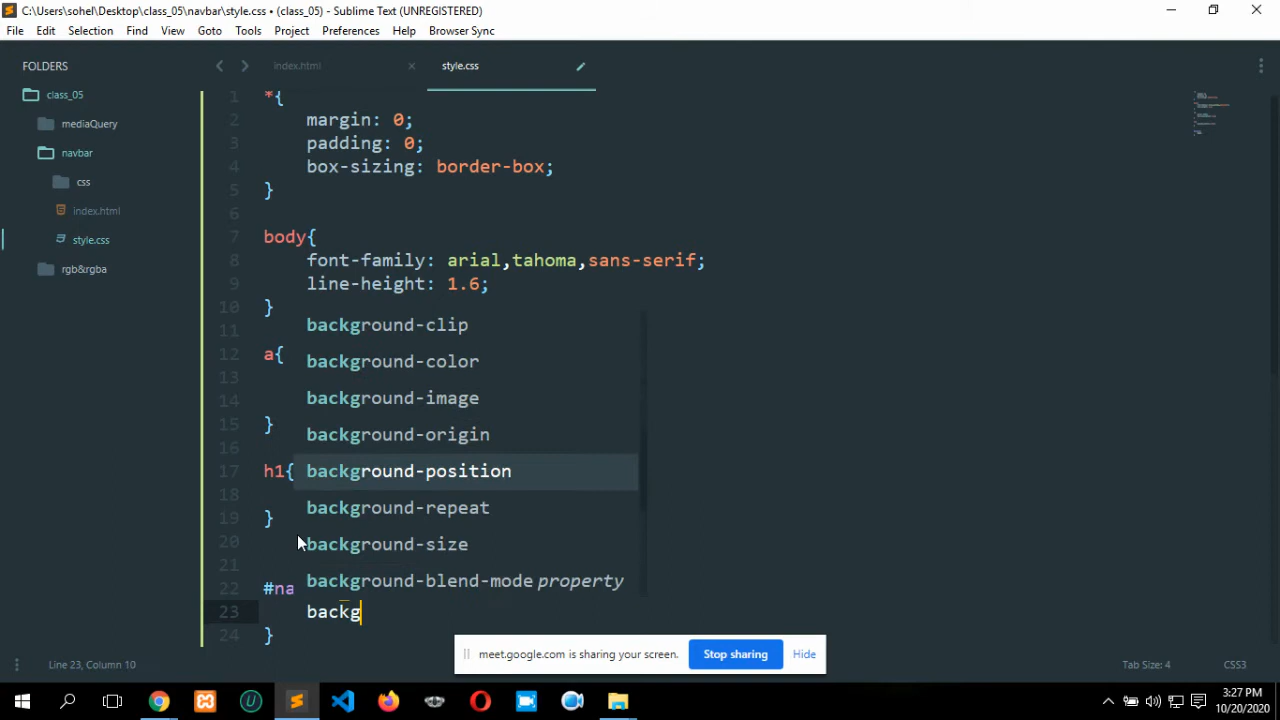 C:\Users\sohel\Desktop\class_05\navbar\style.css • (class_05) - Sublime Text (UNREGISTERED)
File Edit Selection Find View Goto Tools Project Preferences Help Browser Sync
FOLDERS
class_05
mediaQuery
navbar
css
index.html
style.css
rgb&rgba
index.html
style.css
1 *{
2 margin: 0;
3 padding: 0;
4 box-sizing: border-box;
5 }
6
7 body{
8 font-family: arial,tahoma,sans-serif;
9 line-height: 1.6;
10 }
11
12 a{
13
14
15 }
16
17 h1{
18
19 }
20
21
22 #na
23 backg
24 }
background-clip
background-color
background-image
background-origin
background-position
background-repeat
background-size
background-blend-mode property
meet.google.com is sharing your screen. Stop sharing Hide
Line 23, Column 10
Tab Size: 4
CSS3
3:27 PM
10/20/2020